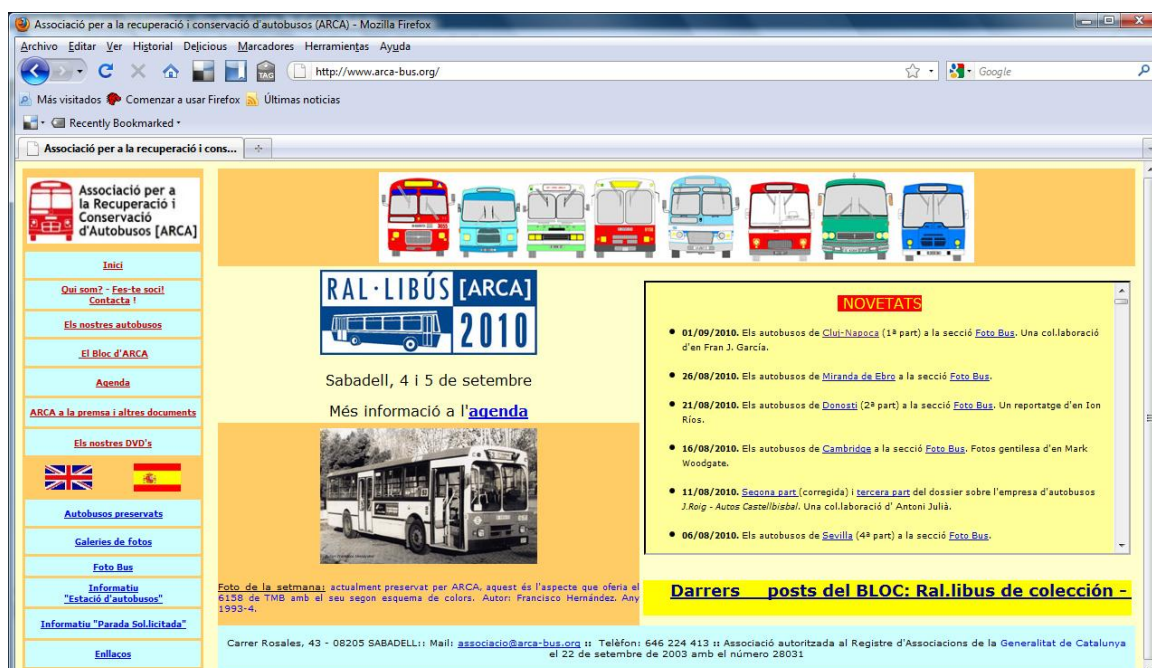 Associació per a la recuperació i conservació d'autobusos (ARCA) - Mozilla Firefox
Archivo Editar Ver Historial Delicious Marcadores Herramientas Ayuda
TAG
http://www.arca-bus.org/
Google
Más visitados Comenzar a usar Firefox Últimas noticias
Recently Bookmarked
Associació per a la recuperació i cons...
Associació per a
la Recuperació i
Conservació
d'Autobusos [ARCA]
Inici
Qui som? - Fes-te soci!
Contacta !
Els nostres autobusos
El Bloc d'ARCA
Agenda
ARCA a la premsa i altres documents
Els nostres DVD's
Autobusos preservats
Galeries de fotos
Foto Bus
Informatiu
"Estació d'autobusos"
Informatiu "Parada Sol.licitada"
Enllaços
RAL·LIBÚS [ARCA]
2010
Sabadell, 4 i 5 de setembre
Més informació a l'agenda
Foto de la setmana: actualment preservat per ARCA, aquest és l'aspecte que oferia el
6158 de TMB amb el seu segon esquema de colors. Autor: Francisco Hernández. Any
1993-4.
NOVETATS
01/09/2010. Els autobusos de Cluj-Napoca (1ª part) a la secció Foto Bus. Una col.laboració
d'en Fran J. García.
26/08/2010. Els autobusos de Miranda de Ebro a la secció Foto Bus.
21/08/2010. Els autobusos de Donosti (2ª part) a la secció Foto Bus. Un reportatge d'en Ion
Ríos.
16/08/2010. Els autobusos de Cambridge a la secció Foto Bus. Fotos gentilesa d'en Mark
Woodgate.
11/08/2010. Segona part (corregida) i tercera part del dossier sobre l'empresa d'autobusos
J.Roig - Autos Castellbisbal. Una col.laboració d' Antoni Julià.
06/08/2010. Els autobusos de Sevilla (4ª part) a la secció Foto Bus.
Darrers posts del BLOC: Ral.libus de colección -
Carrer Rosales, 43 - 08205 SABADELL:: Mail: associacio@arca-bus.org :: Telèfon: 646 224 413 :: Associació autoritzada al Registre d'Associacions de la Generalitat de Catalunya
el 22 de setembre de 2003 amb el número 28031